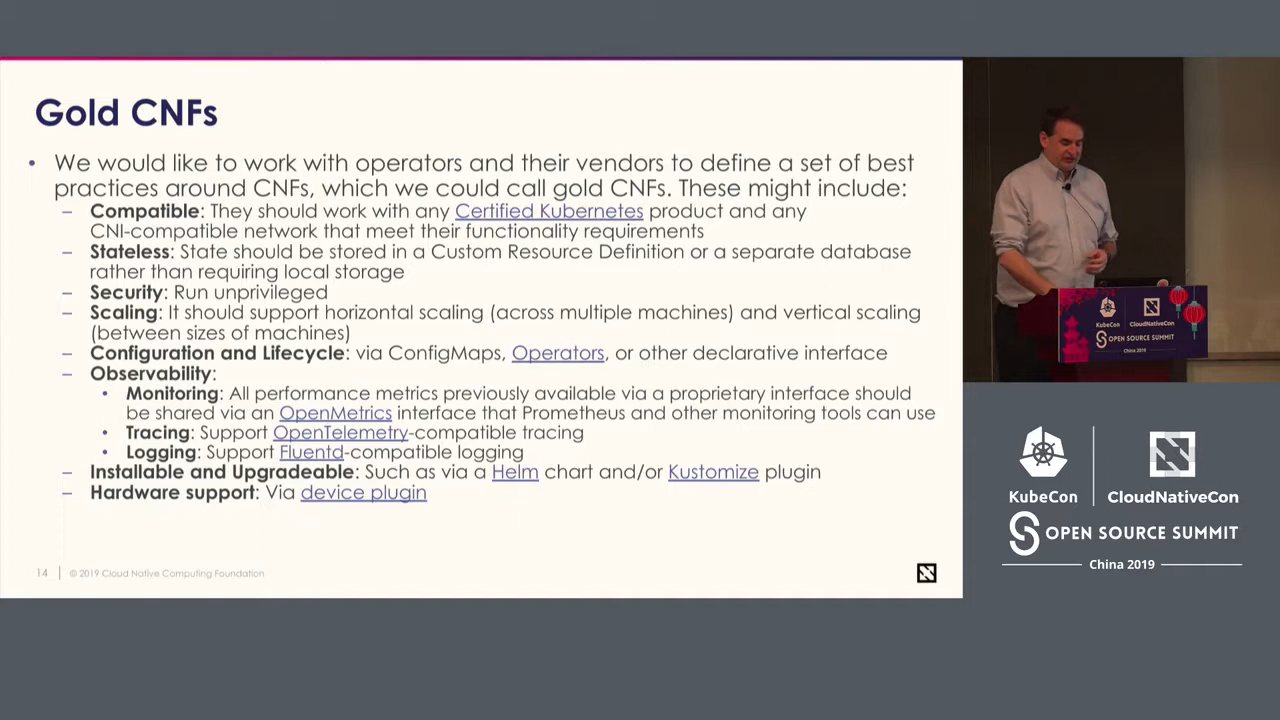 Gold CNFs
• We would like to work with operators and their vendors to define a set of best
practices around CNFs, which we could call gold CNFs. These might include:
– Compatible: They should work with any Certified Kubernetes product and any
CNI-compatible network that meet their functionality requirements
– Stateless: State should be stored in a Custom Resource Definition or a separate database
rather than requiring local storage
– Security: Run unprivileged
– Scaling: It should support horizontal scaling (across multiple machines) and vertical scaling
(between sizes of machines)
– Configuration and Lifecycle: via ConfigMaps, Operators, or other declarative interface
– Observability:
• Monitoring: All performance metrics previously available via a proprietary interface should
be shared via an OpenMetrics interface that Prometheus and other monitoring tools can use
• Tracing: Support OpenTelemetry-compatible tracing
• Logging: Support Fluentd-compatible logging
– Installable and Upgradeable: Such as via a Helm chart and/or Kustomize plugin
– Hardware support: Via device plugin
14 | © 2019 Cloud Native Computing Foundation
KubeCon CloudNativeCon
OPEN SOURCE SUMMIT
China 2019
KubeCon CloudNativeCon
OPEN SOURCE SUMMIT
China 2019